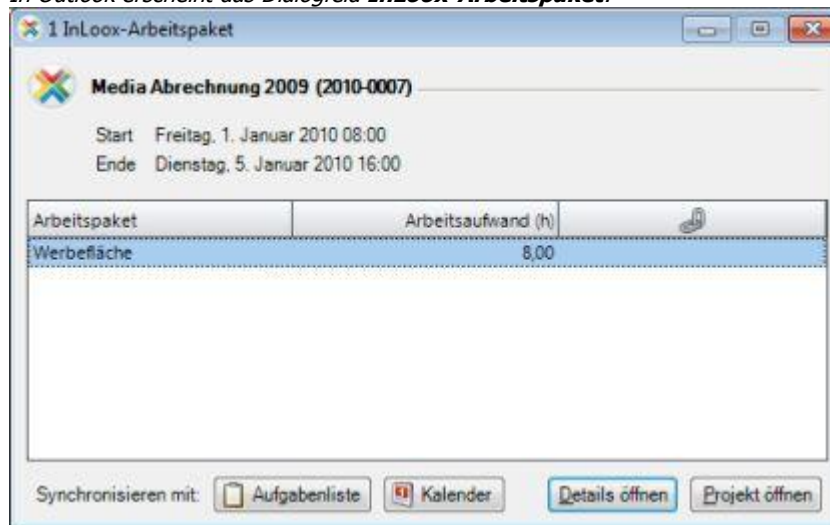 In Outlook erscheint das Dialogfeld InLoox-Arbeitspaket.
1 InLoox-Arbeitspaket
Media Abrechnung 2009 (2010-0007)
Start Freitag, 1. Januar 2010 08:00
Ende Dienstag, 5. Januar 2010 16:00
Arbeitspaket Arbeitsaufwand (h)
Werbefläche 8,00
Synchronisieren mit: Aufgabenliste Kalender Details öffnen Projekt öffnen